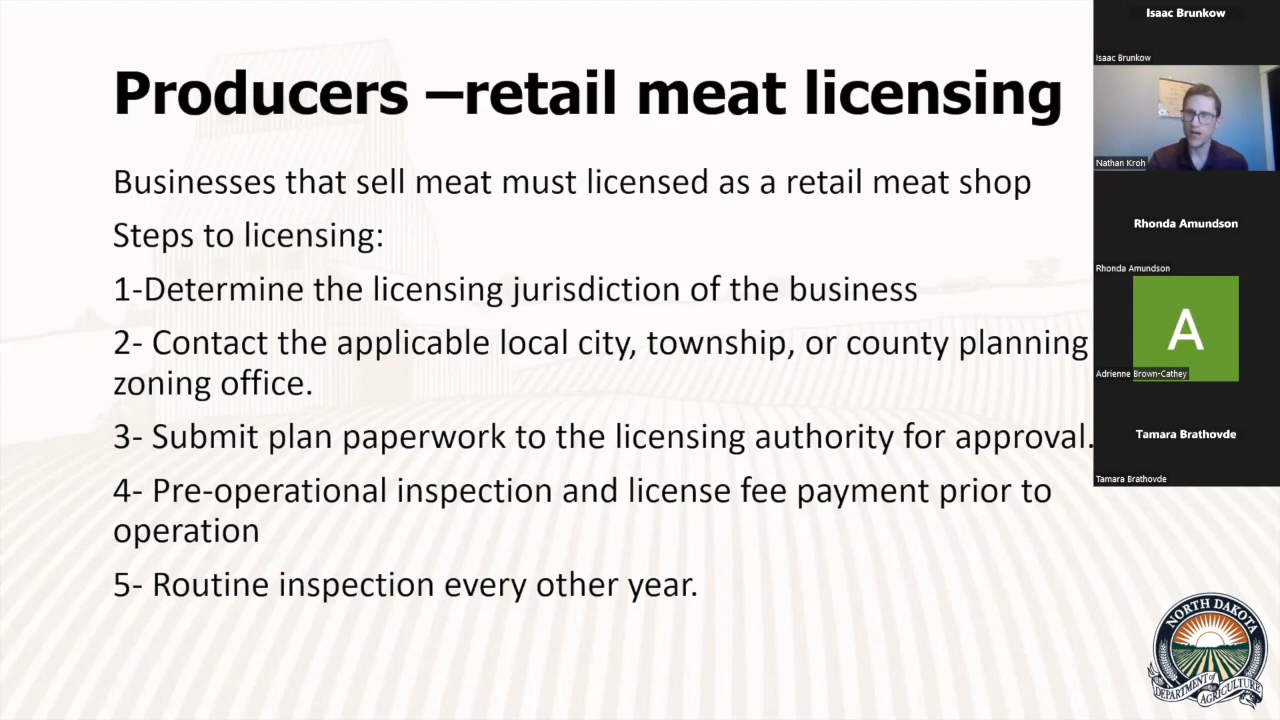 Producers –retail meat licensing
Businesses that sell meat must licensed as a retail meat shop
Steps to licensing:
1-Determine the licensing jurisdiction of the business
2- Contact the applicable local city, township, or county planning
zoning office.
3- Submit plan paperwork to the licensing authority for approval.
4- Pre-operational inspection and license fee payment prior to
operation
5- Routine inspection every other year.
Isaac Brunkow
Isaac Brunkow
Nathan Kroh
Rhonda Amundson
Rhonda Amundson
A
Adrienne Brown-Cathey
Tamara Brathovde
Tamara Brathovde
NORTH DAKOTA
DEPARTMENT of AGRICULTURE